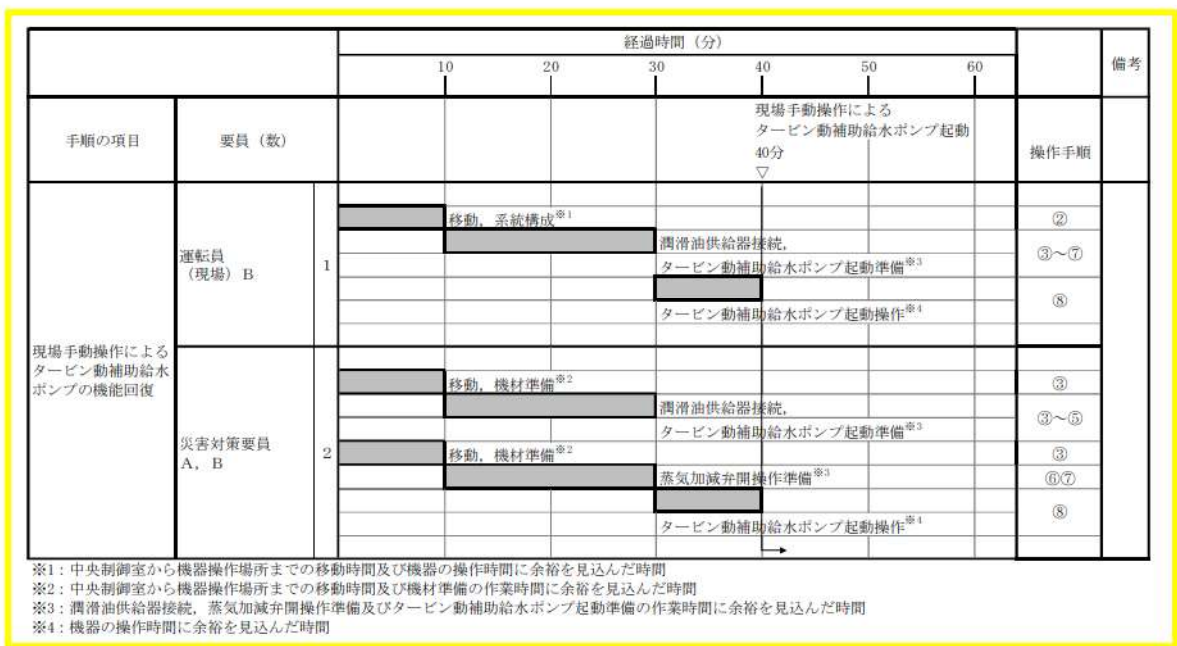 経過時間（分）
備考
10 20 30 40 50 60
手順の項目
要員（数）
現場手動操作による
タービン動補助給水ポンプ起動
40分
▽
操作手順
現場手動操作による
タービン動補助給水
ポンプの機能回復
運転員
（現場）B
1
移動，系統構成※1
②
潤滑油供給器接続，
タービン動補助給水ポンプ起動準備※3
③～⑦
タービン動補助給水ポンプ起動操作※4
⑧
災害対策要員
A，B
2
移動，機材準備※2
③
潤滑油供給器接続，
タービン動補助給水ポンプ起動準備※3
③～⑤
移動，機材準備※2
③
蒸気加減弁開操作準備※3
⑥⑦
タービン動補助給水ポンプ起動操作※4
⑧
※1：中央制御室から機器操作場所までの移動時間及び機器の操作時間に余裕を見込んだ時間
※2：中央制御室から機器操作場所までの移動時間及び機材準備の作業時間に余裕を見込んだ時間
※3：潤滑油供給器接続，蒸気加減弁開操作準備及びタービン動補助給水ポンプ起動準備の作業時間に余裕を見込んだ時間
※4：機器の操作時間に余裕を見込んだ時間